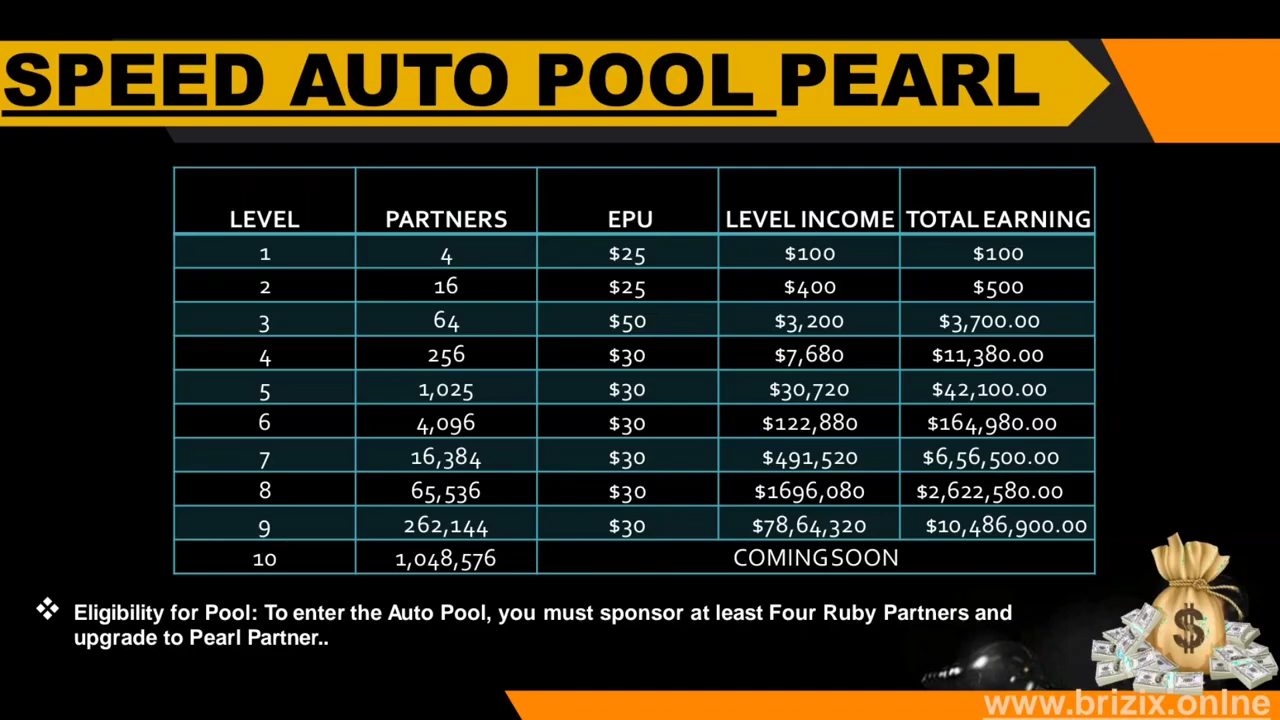 SPEED AUTO POOL PEARL
LEVEL PARTNERS EPU LEVEL INCOME TOTAL EARNING
1 4 $25 $100 $100
2 16 $25 $400 $500
3 64 $50 $3,200 $3,700.00
4 256 $30 $7,680 $11,380.00
5 1,025 $30 $30,720 $42,100.00
6 4,096 $30 $122,880 $164,980.00
7 16,384 $30 $491,520 $6,56,500.00
8 65,536 $30 $1696,080 $2,622,580.00
9 262,144 $30 $78,64,320 $10,486,900.00
10 1,048,576 COMING SOON
❖ Eligibility for Pool: To enter the Auto Pool, you must sponsor at least Four Ruby Partners and
upgrade to Pearl Partner..
$
www.brizix.onlne